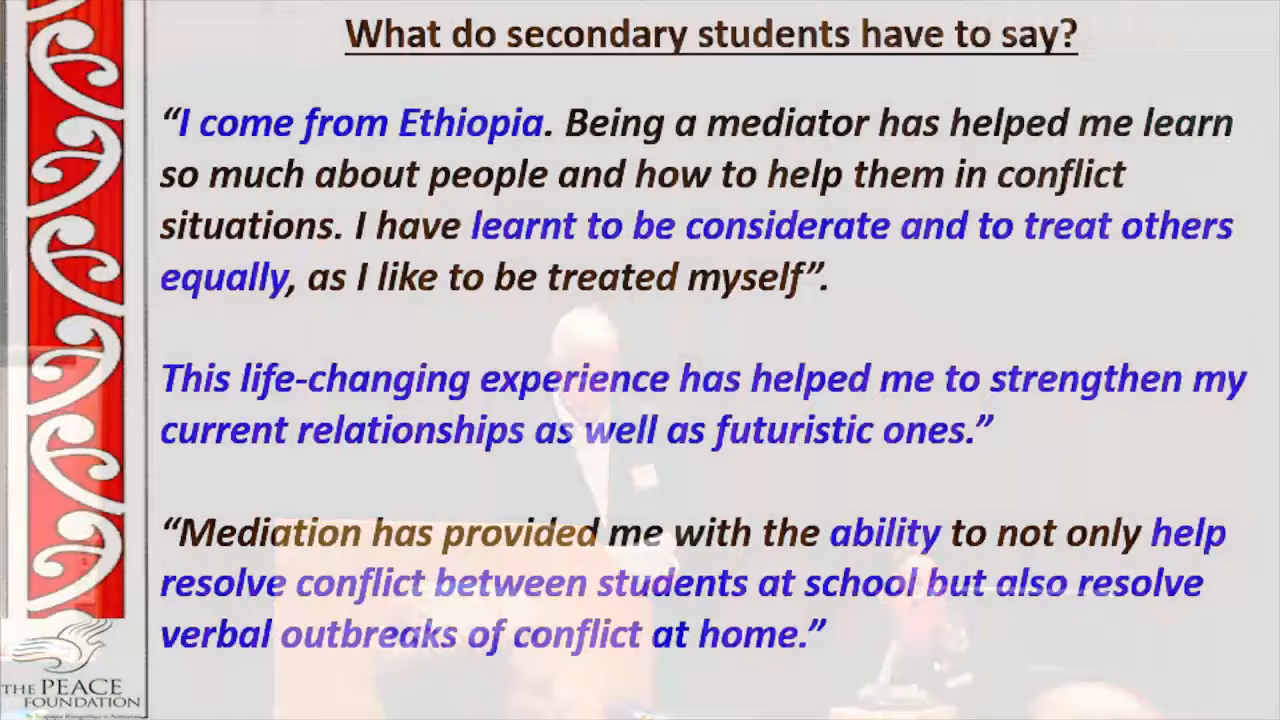 What do secondary students have to say?
“I come from Ethiopia. Being a mediator has helped me learn
so much about people and how to help them in conflict
situations. I have learnt to be considerate and to treat others
equally, as I like to be treated myself”.
This life-changing experience has helped me to strengthen my
current relationships as well as futuristic ones.”
“Mediation has provided me with the ability to not only help
resolve conflict between students at school but also resolve
verbal outbreaks of conflict at home.”
THE PEACE
FOUNDATION